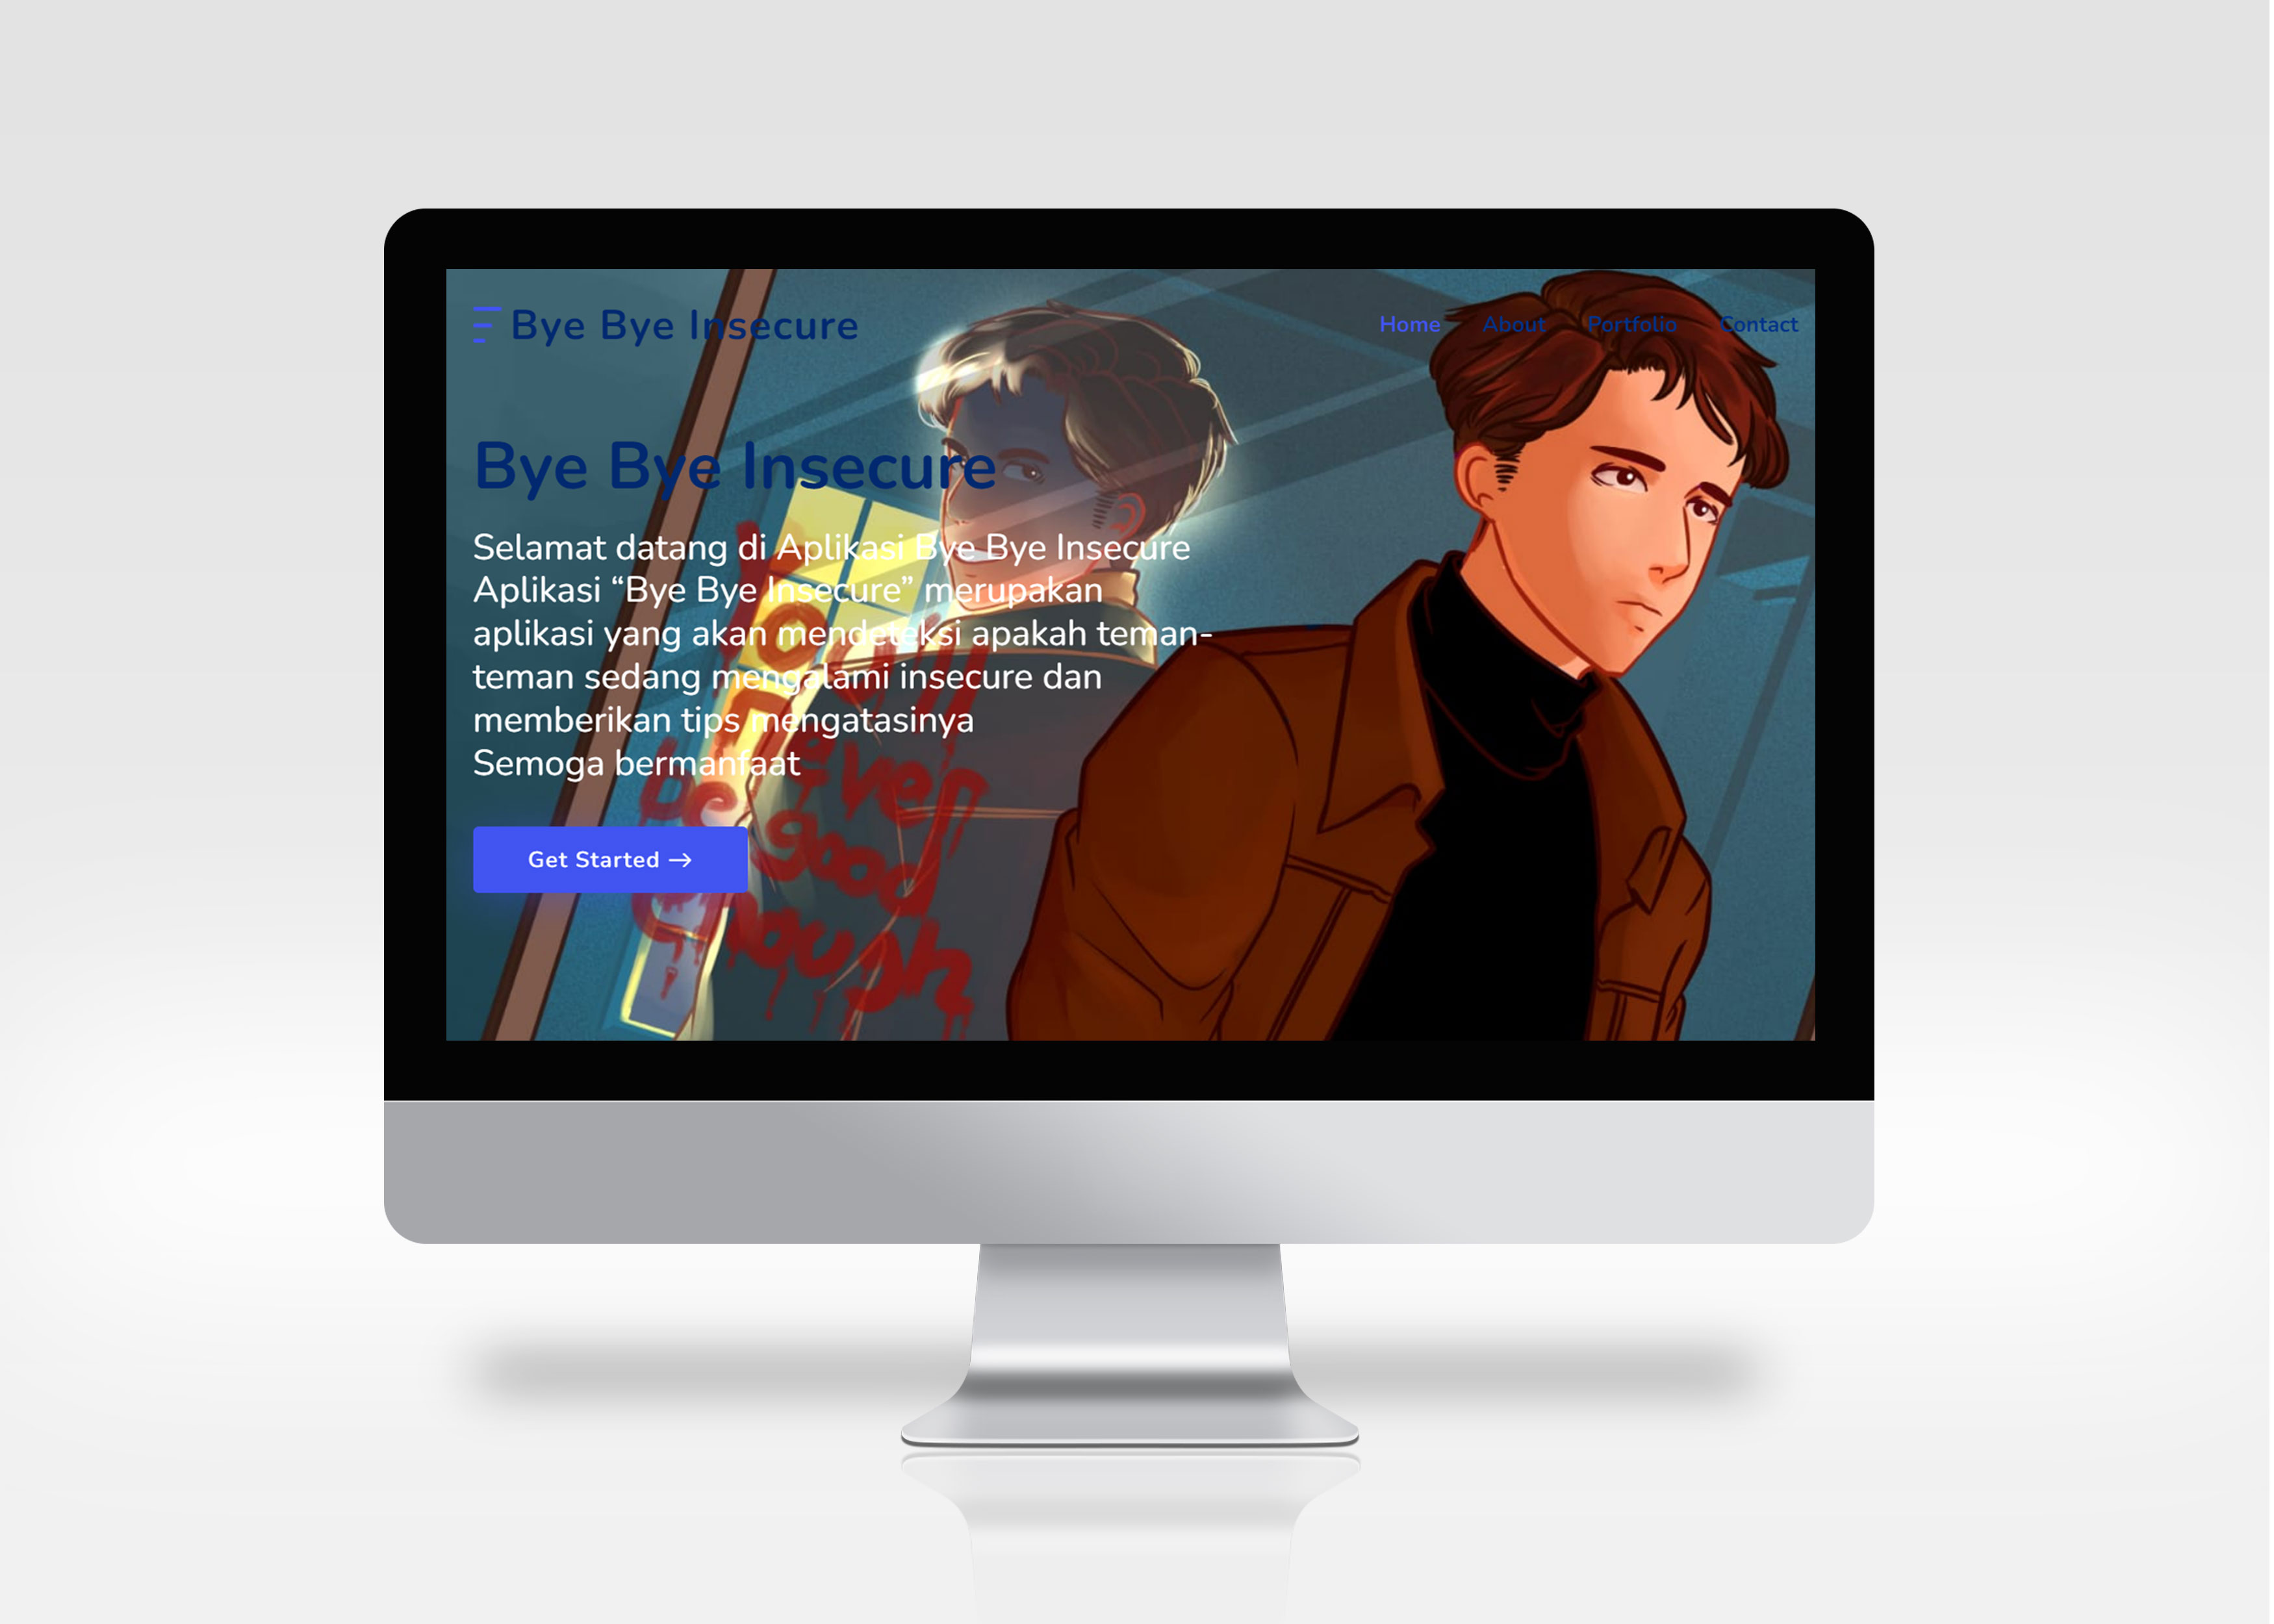 Bye Bye Insecure
Home About Portfolio Contact
Bye Bye Insecure
Selamat datang di Aplikasi Bye Bye Insecure
Aplikasi “Bye Bye Insecure” merupakan
aplikasi yang akan mendeteksi apakah teman-
teman sedang mengalami insecure dan
memberikan tips mengatasinya
Semoga bermanfaat
Get Started →
You'll
never
be good
enough